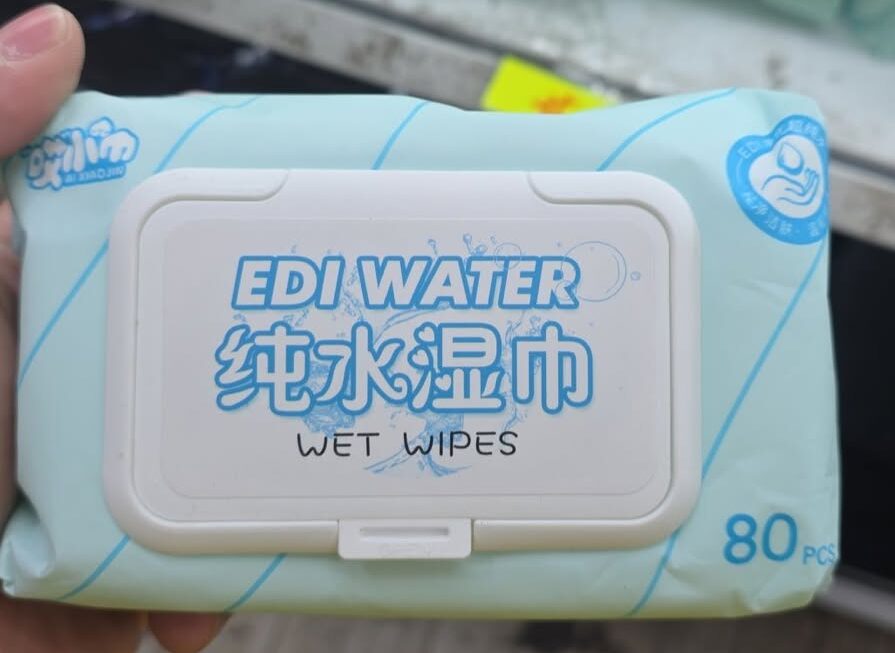 EDI WATER
纯水湿巾
WET WIPES
80 PCS